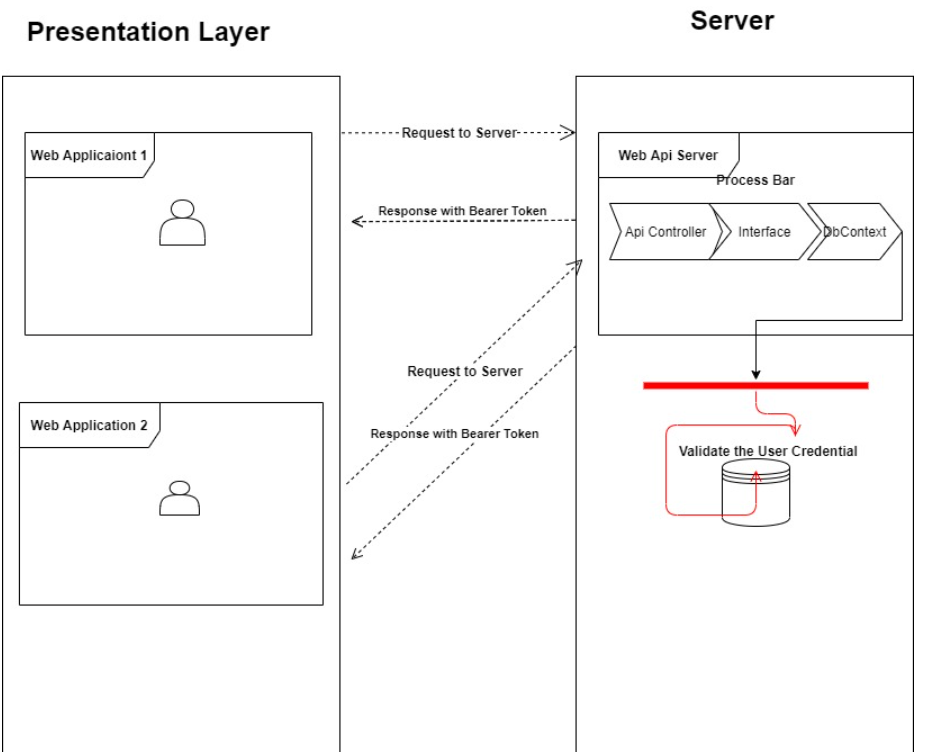 Presentation Layer
Server
Web Applicaiont 1
Request to Server
Response with Bearer Token
Web Api Server
Process Bar
Api Controller
Interface
DbContext
Request to Server
Response with Bearer Token
Web Application 2
Validate the User Credential